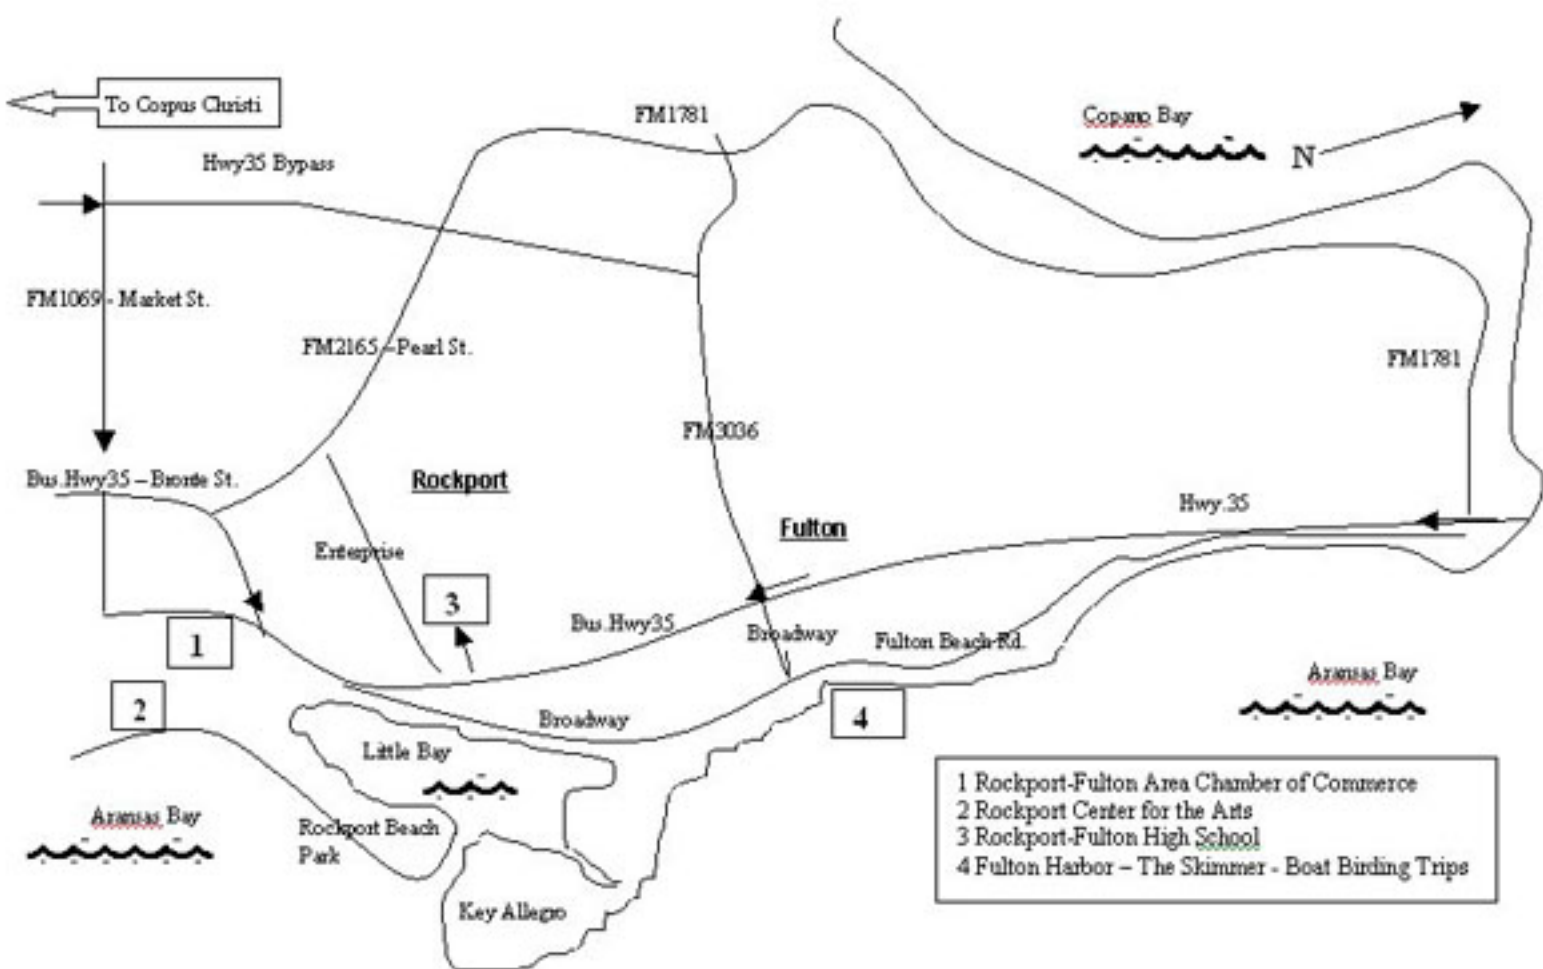 To Corpus Christi
FM1781
Copano Bay
N
Hwy35 Bypass
FM1069 - Market St.
FM2165 – Pearl St.
FM1781
FM3036
Bus.Hwy35 – Bronte St.
Rockport
Hwy.35
Fulton
Enterprise
3
Bus.Hwy35
Broadway
Fulton Beach Rd.
1
Aransas Bay
2
Broadway
4
Little Bay
Aransas Bay
Rockport Beach
Park
Key Allegro
1 Rockport-Fulton Area Chamber of Commerce
2 Rockport Center for the Arts
3 Rockport-Fulton High School
4 Fulton Harbor – The Skimmer - Boat Birding Trips